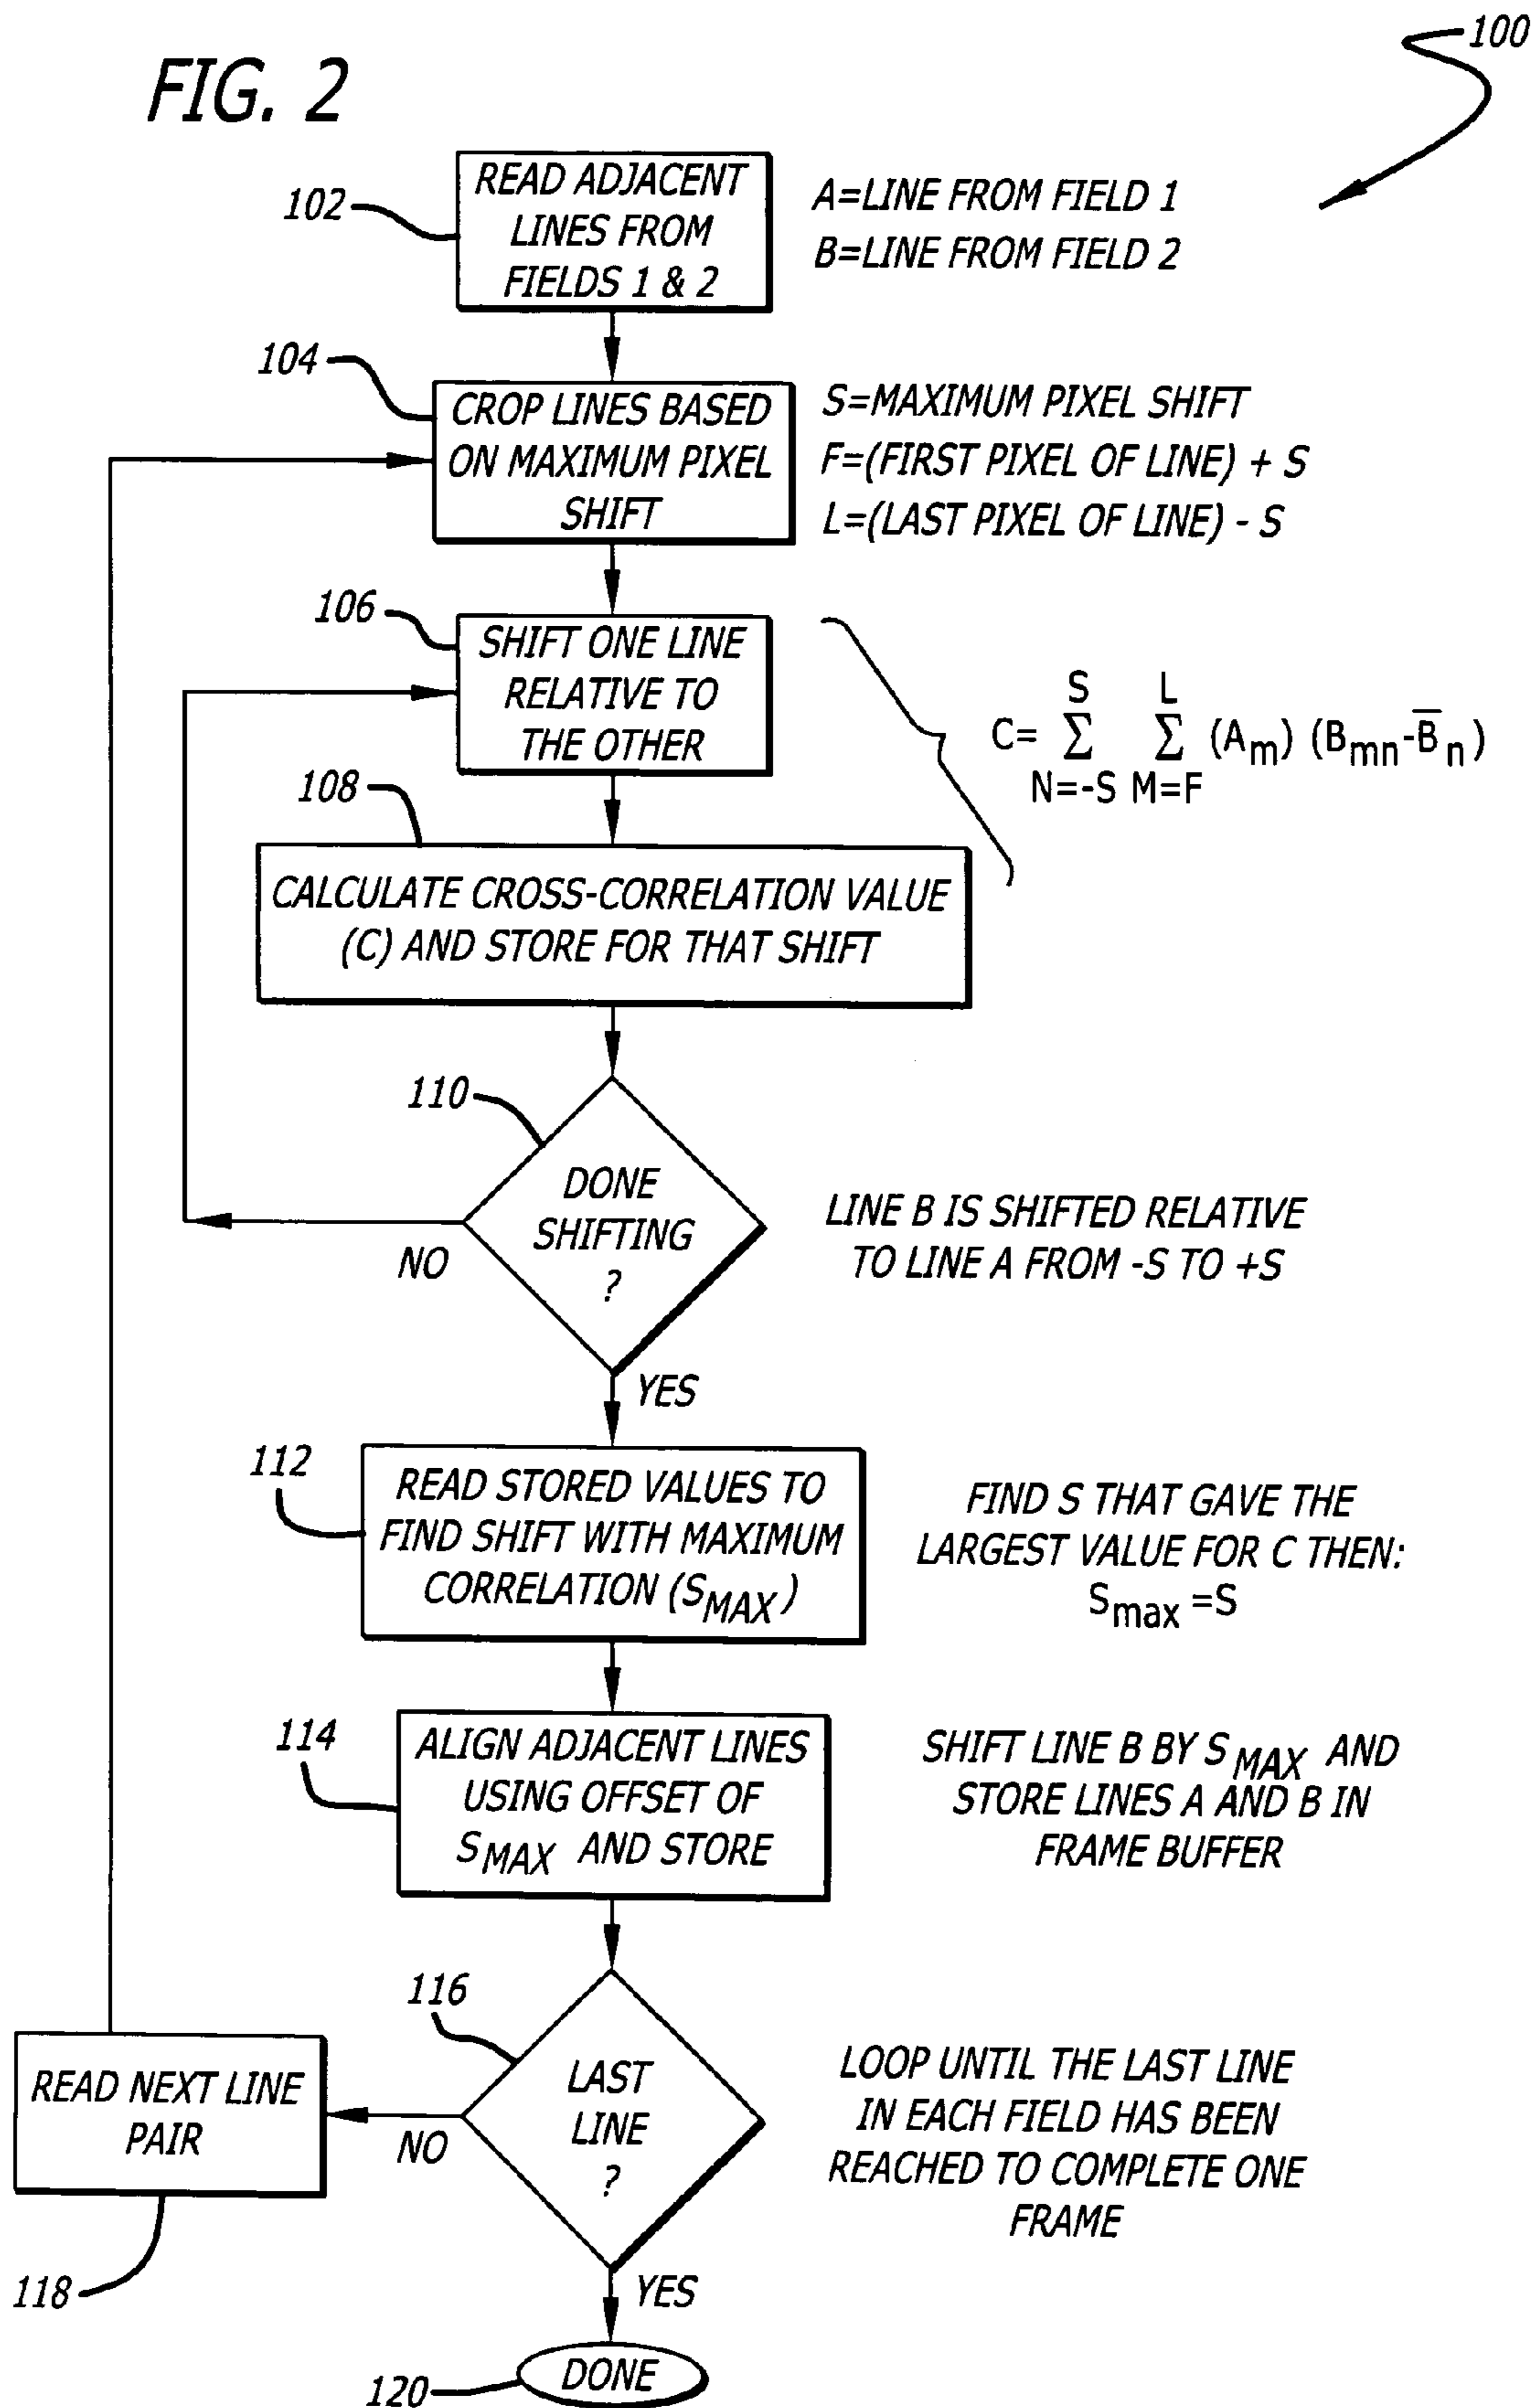 100
FIG. 2
102
READ ADJACENT
LINES FROM
FIELDS 1 & 2
A=LINE FROM FIELD 1
B=LINE FROM FIELD 2
104
CROP LINES BASED
ON MAXIMUM PIXEL
SHIFT
S=MAXIMUM PIXEL SHIFT
F=(FIRST PIXEL OF LINE) + S
L=(LAST PIXEL OF LINE) - S
106
SHIFT ONE LINE
RELATIVE TO
THE OTHER
S L
C= Σ Σ (Am) (Bmn-B̅n)
N=-S M=F
108
CALCULATE CROSS-CORRELATION VALUE
(C) AND STORE FOR THAT SHIFT
110
DONE
SHIFTING
?
NO
YES
LINE B IS SHIFTED RELATIVE
TO LINE A FROM -S TO +S
112
READ STORED VALUES TO
FIND SHIFT WITH MAXIMUM
CORRELATION (SMAX)
FIND S THAT GAVE THE
LARGEST VALUE FOR C THEN:
Smax =S
114
ALIGN ADJACENT LINES
USING OFFSET OF
SMAX AND STORE
SHIFT LINE B BY SMAX AND
STORE LINES A AND B IN
FRAME BUFFER
116
LAST
LINE
?
NO
YES
LOOP UNTIL THE LAST LINE
IN EACH FIELD HAS BEEN
REACHED TO COMPLETE ONE
FRAME
READ NEXT LINE
PAIR
118
120
DONE